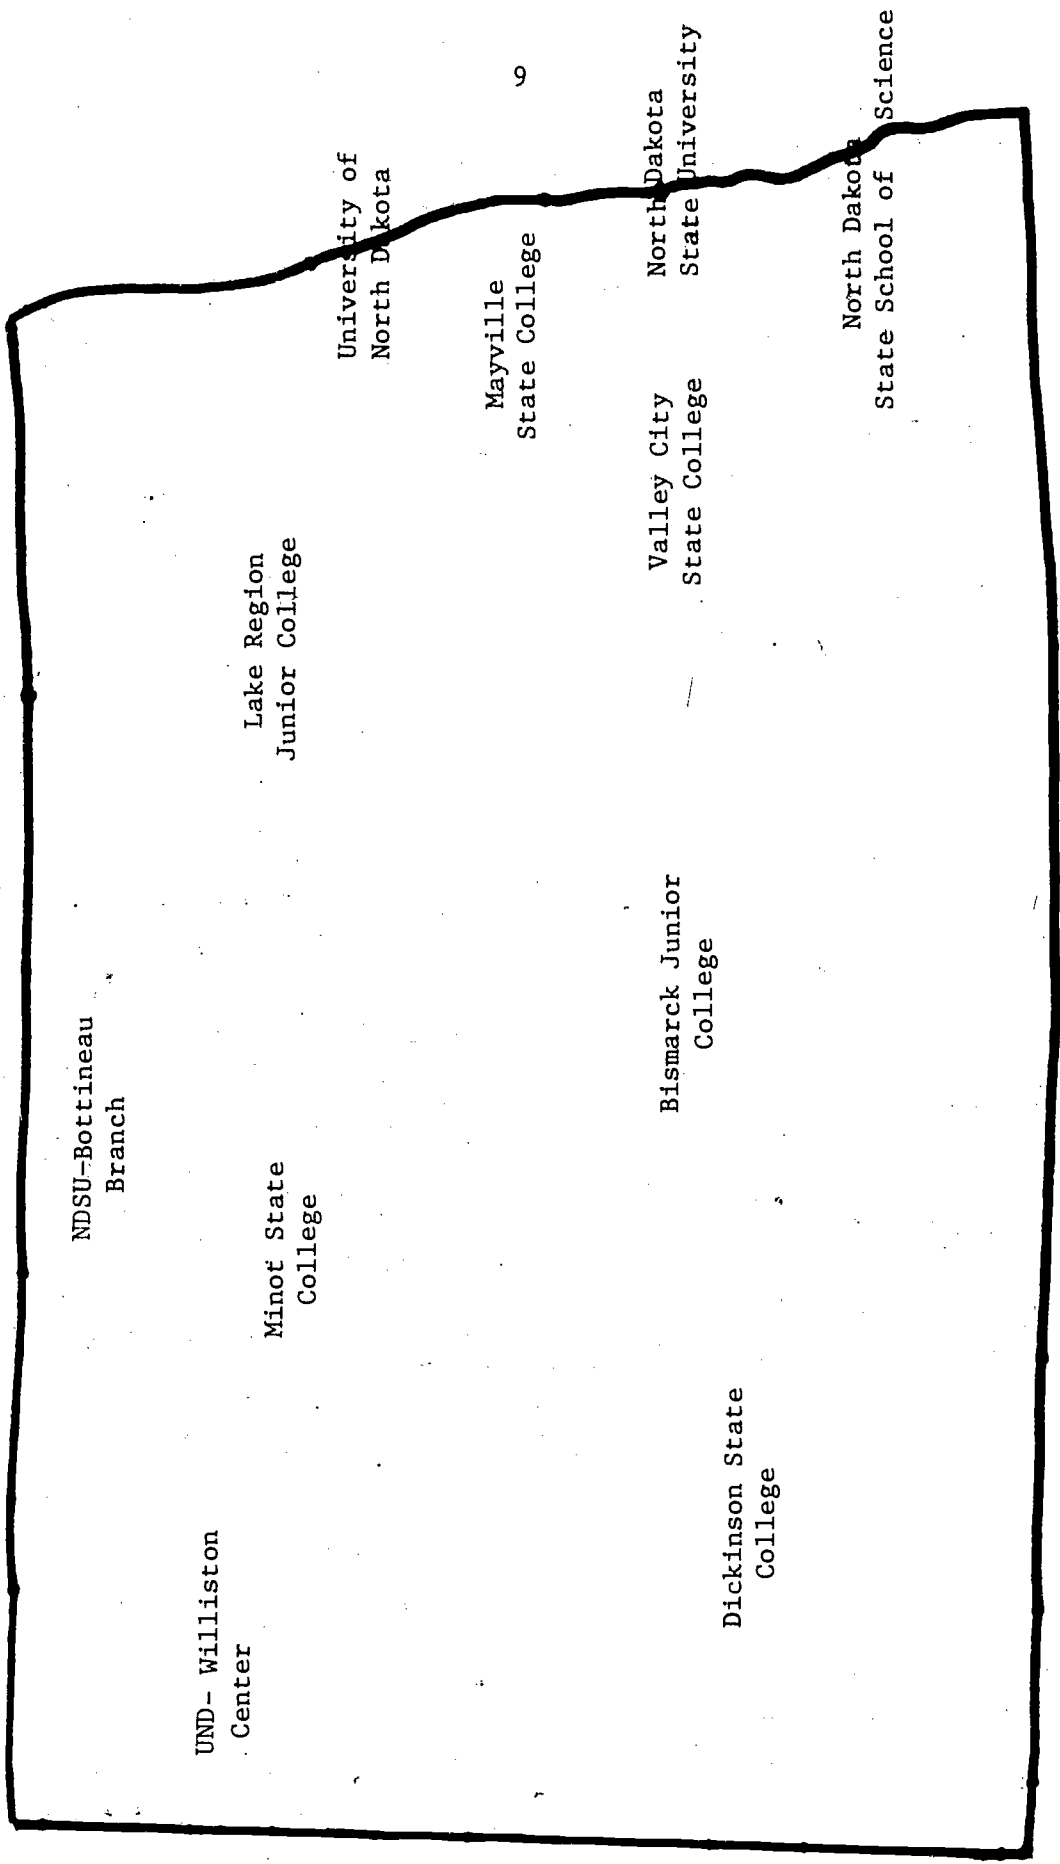 9
NDSU-Bottineau
Branch
UND- Williston
Center
Minot State
College
Lake Region
Junior College
University of
North Dakota
Mayville
State College
Bismarck Junior
College
Valley City
State College
North Dakota
State University
Dickinson State
College
North Dakota
State School of Science